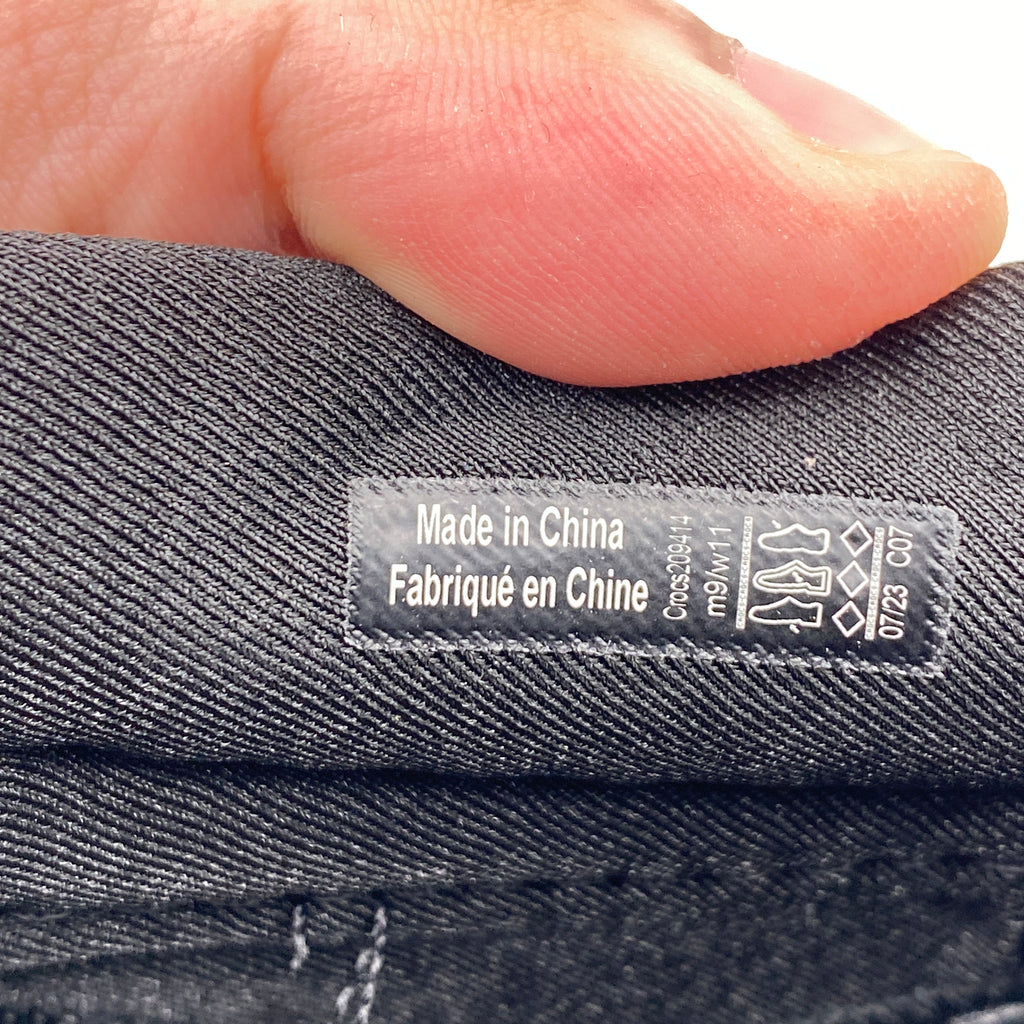 Made in China
Fabriqué en Chine
Crocs209414
m9/w11
07/23 C07